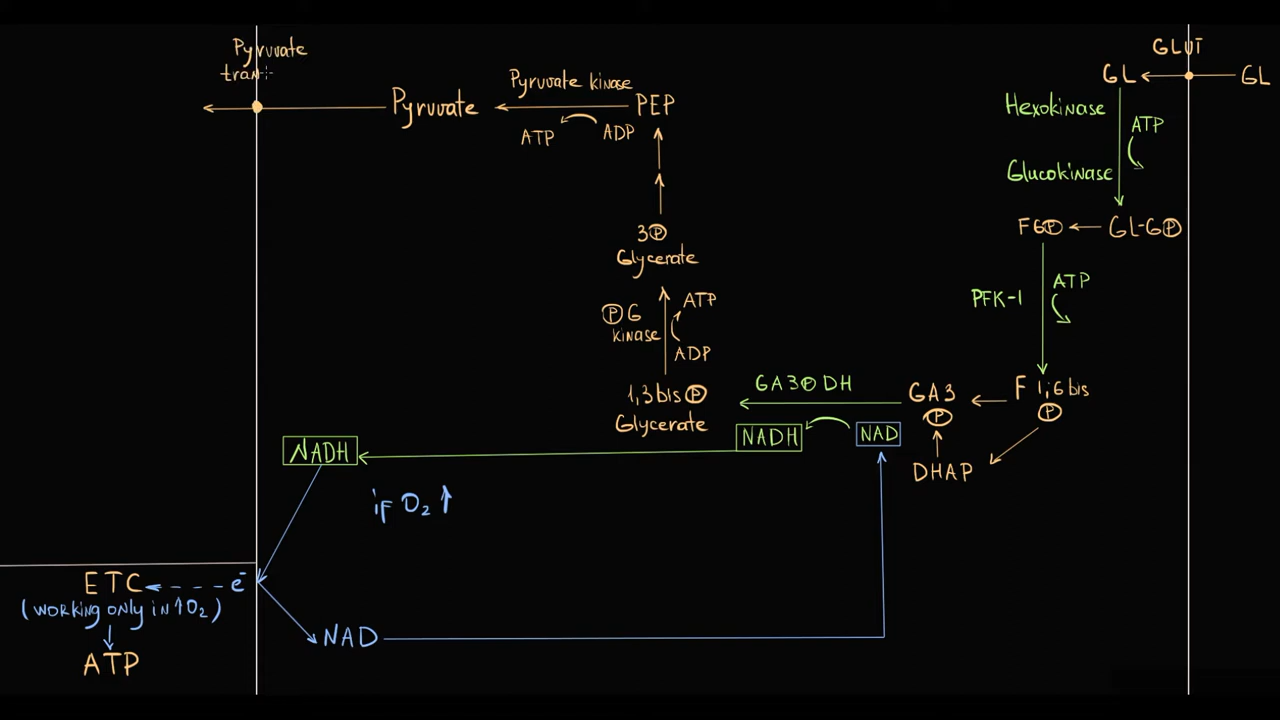 Pyruvate
tran
GLUT
GL
GL
Pyruvate kinase
Pyruvate
PEP
ATP
ADP
Hexokinase
ATP
Glucokinase
F6Ⓟ
GL-6Ⓟ
3Ⓟ
Glycerate
PFK-1
ATP
ⓅG
kinase
ATP
ADP
GA3ⓅDH
GA3
Ⓟ
F 1,6 bis
Ⓟ
1,3 bis Ⓟ
Glycerate
NADH
NAD
NADH
DHAP
if O₂ ↑
ETC
e⁻
(working only in ↑O₂)
NAD
ATP